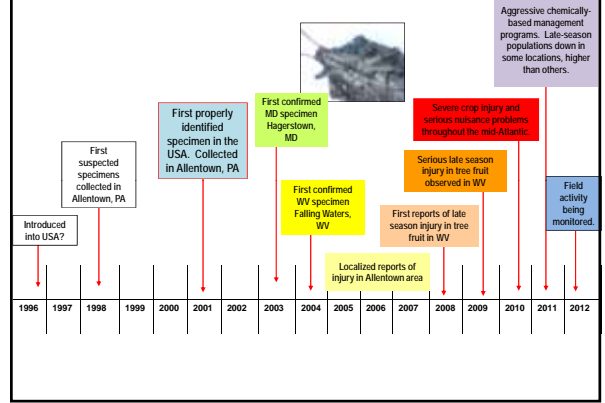 Introduced
into USA?
First
suspected
specimens
collected in
Allentown, PA
First properly
identified
specimen in the
USA.  Collected
in Allentown, PA
First confirmed
MD specimen
Hagerstown,
MD
First confirmed
WV specimen
Falling Waters,
WV
Localized reports of
injury in Allentown area
First reports of late
season injury in tree
fruit in WV
Serious late season
injury in tree fruit
observed in WV
Severe crop injury and
serious nuisance problems
throughout the mid-Atlantic.
Aggressive chemically-
based management
programs.  Late-season
populations down in
some locations, higher
than others.
Field
activity
being
monitored.
1996 1997 1998 1999 2000 2001 2002 2003 2004 2005 2006 2007 2008 2009 2010 2011 2012